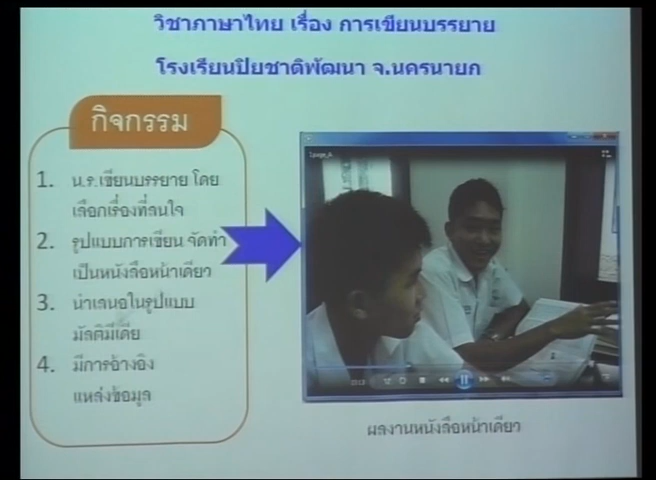 วิชาภาษาไทย เรื่อง การเขียนบรรยาย
โรงเรียนปิยชาติพัฒนา จ.นครนายก
กิจกรรม
1. น.ร.เขียนบรรยาย โดย
เลือกเรื่องที่สนใจ
2. รูปแบบการเขียน จัดทำ
เป็นหนังสือหน้าเดียว
3. นำเสนอในรูปแบบ
มัลติมีเดีย
4. มีการอ้างอิง
แหล่งข้อมูล
ผลงานหนังสือหน้าเดียว